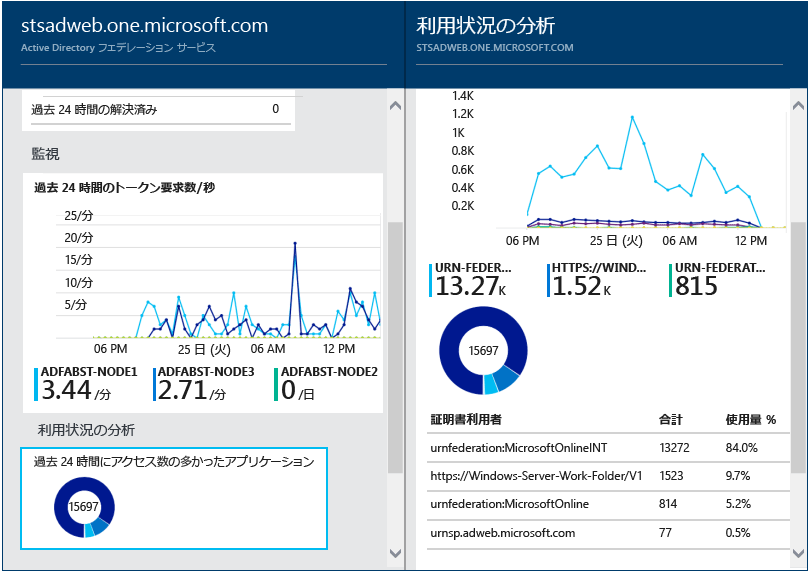 stsadweb.one.microsoft.com
Active Directory フェデレーション サービス
過去 24 時間の解決済み 0
監視
過去 24 時間のトークン要求数/秒
25/分
20/分
15/分
10/分
5/分
06 PM 25 日 (火) 06 AM 12 PM
ADFABST-NODE1 ADFABST-NODE3 ADFABST-NODE2
3.44 /分 2.71 /分 0 /日
利用状況の分析
過去 24 時間にアクセス数の多かったアプリケーション
15697
利用状況の分析
STSADWEB.ONE.MICROSOFT.COM
1.4K
1.2K
1K
0.8K
0.6K
0.4K
0.2K
06 PM 25 日 (火) 06 AM 12 PM
URN-FEDER... HTTPS://WIND... URN-FEDERAT...
13.27 K 1.52 K 815
15697
証明書利用者 合計 使用量 %
urnfederation:MicrosoftOnlineINT 13272 84.0%
https://Windows-Server-Work-Folder/V1 1523 9.7%
urnfederation:MicrosoftOnline 814 5.2%
urnsp.adweb.microsoft.com 77 0.5%